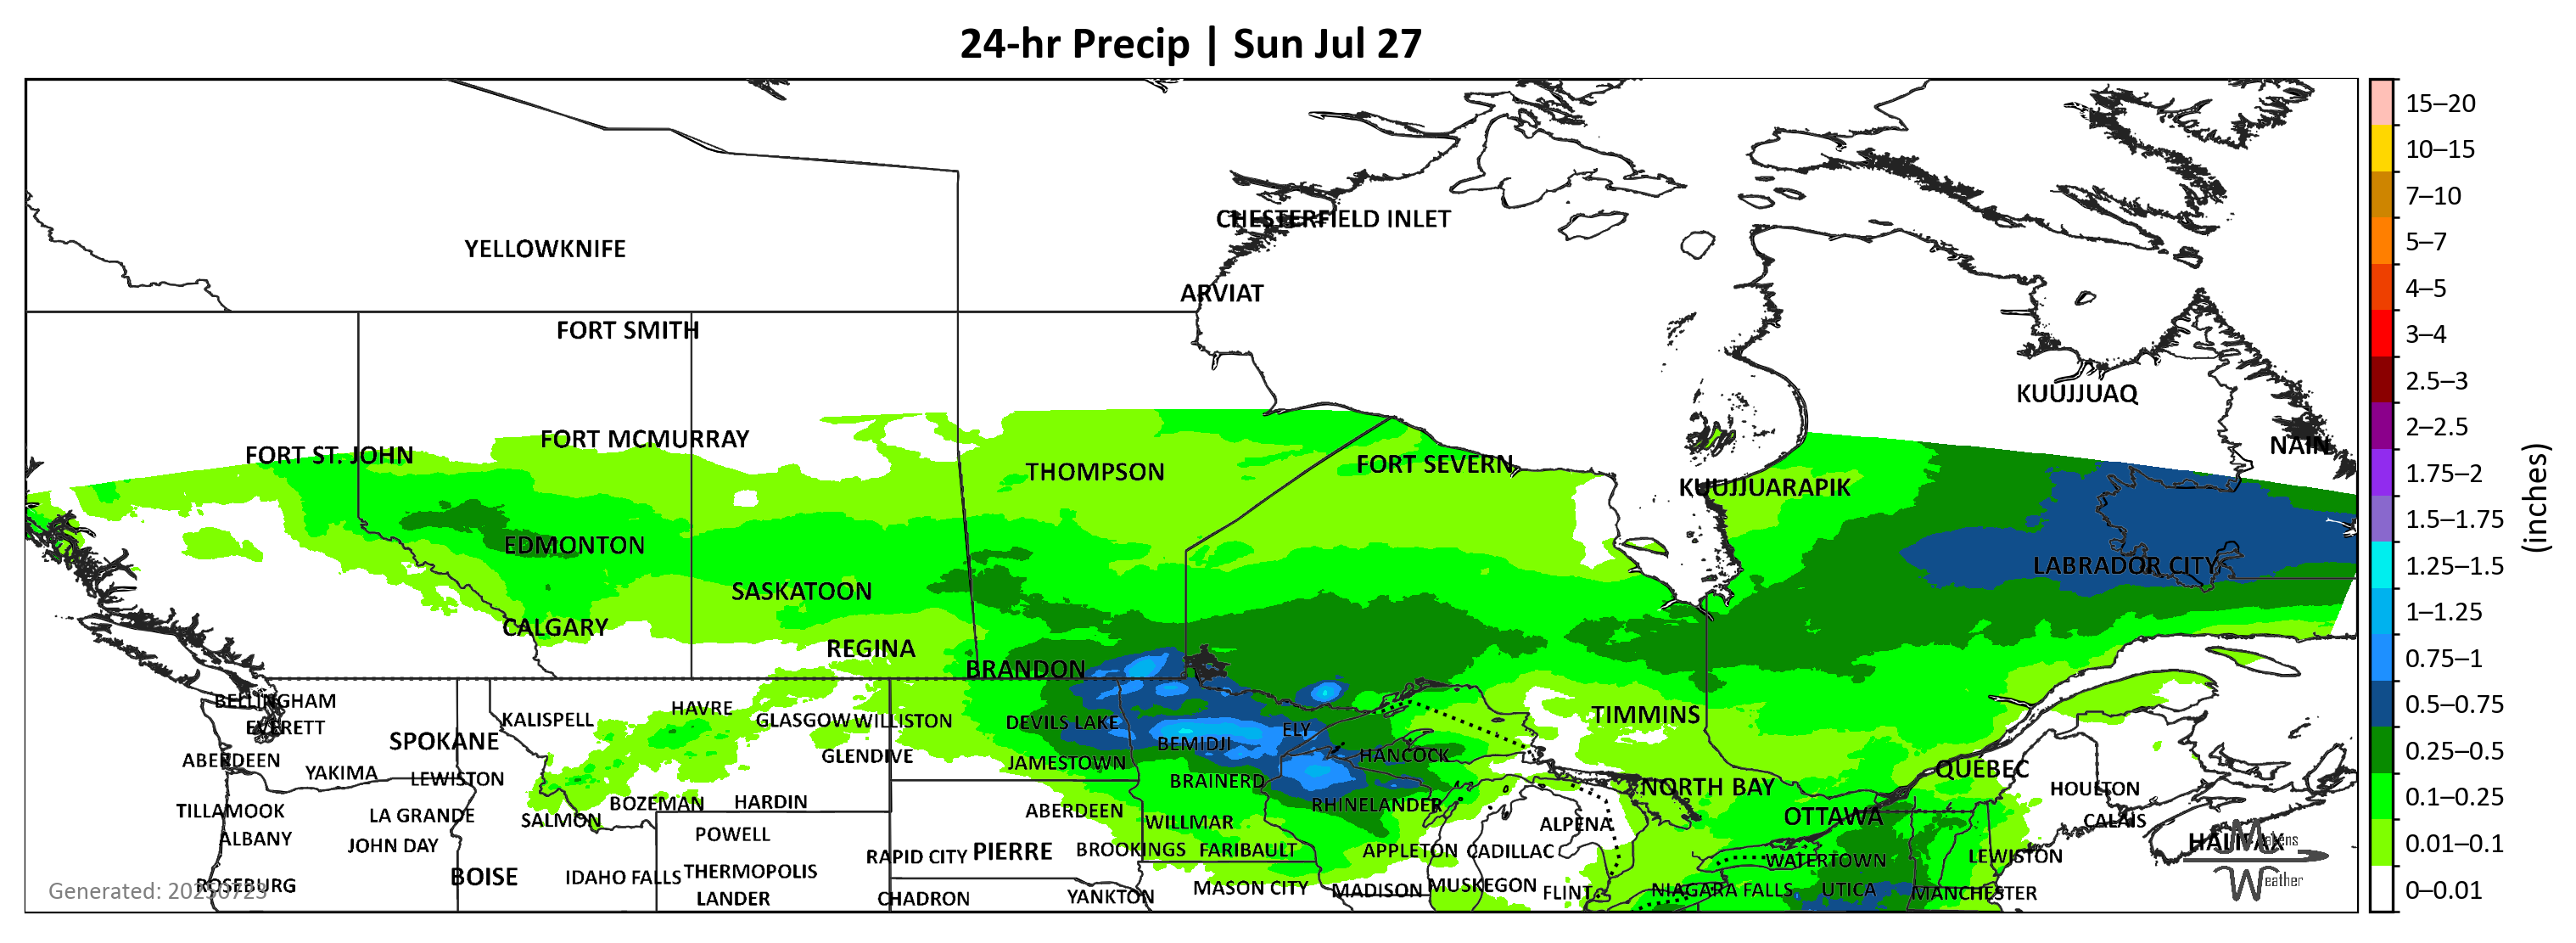 24-hr Precip | Sun Jul 27
YELLOWKNIFE
CHESTERFIELD INLET
ARVIAT
FORT SMITH
KUUJJUAQ
FORT ST. JOHN
FORT MCMURRAY
THOMPSON
FORT SEVERN
KUUJJUARAPIK
NAIN
EDMONTON
SASKATOON
LABRADOR CITY
CALGARY
REGINA
BRANDON
BELLINGHAM
EVERETT
KALISPELL
HAVRE
GLASGOW
WILLISTON
DEVILS LAKE
ELY
TIMMINS
SPOKANE
BEMIDJI
HANCOCK
ABERDEEN
YAKIMA
LEWISTON
GLENDIVE
JAMESTOWN
BRAINERD
NORTH BAY
QUEBEC
HOULTON
TILLAMOOK
LA GRANDE
SALMON
BOZEMAN
HARDIN
ABERDEEN
WILLMAR
RHINELANDER
ALPENA
OTTAWA
CALAIS
ALBANY
JOHN DAY
POWELL
RAPID CITY
PIERRE
BROOKINGS
FARIBAULT
APPLETON
CADILLAC
WATERTOWN
LEWISTON
HALIFAX
ROSEBURG
BOISE
IDAHO FALLS
THERMOPOLIS
LANDER
CHADRON
YANKTON
MASON CITY
MADISON
MUSKEGON
FLINT
NIAGARA FALLS
UTICA
MANCHESTER
Generated: 20250723
Weather
15–20
10–15
7–10
5–7
4–5
3–4
2.5–3
2–2.5
1.75–2
1.5–1.75
1.25–1.5
1–1.25
0.75–1
0.5–0.75
0.25–0.5
0.1–0.25
0.01–0.1
0–0.01
(inches)